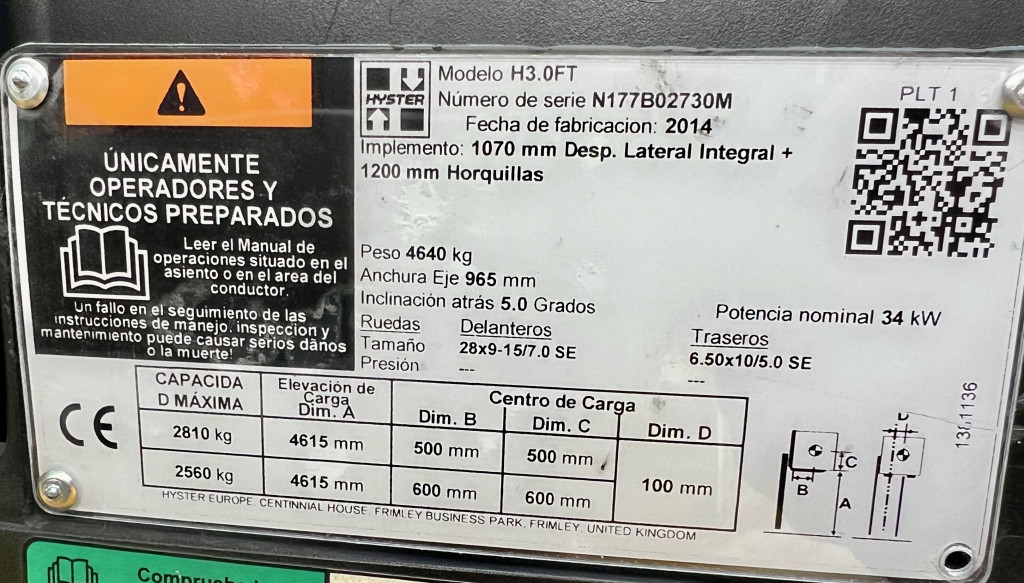 ÚNICAMENTE
OPERADORES Y
TÉCNICOS PREPARADOS
Leer el Manual de
operaciones situado en el
asiento o en el area del
conductor.
Un fallo en el seguimiento de las
instrucciones de manejo, inspeccion y
mantenimiento puede causar serios daños
o la muerte!
HYSTER
Modelo H3.0FT
Número de serie N177B02730M
Fecha de fabricacion: 2014
Implemento: 1070 mm Desp. Lateral Integral +
1200 mm Horquillas
PLT 1
Peso 4640 kg
Anchura Eje 965 mm
Inclinación atrás 5.0 Grados
Potencia nominal 34 kW
Ruedas Delanteros Traseros
Tamaño 28x9-15/7.0 SE 6.50x10/5.0 SE
Presión --- ---
CE
CAPACIDA
D MÁXIMA
Elevación de
Carga
Dim. A
Centro de Carga
Dim. B Dim. C Dim. D
2810 kg 4615 mm 500 mm 500 mm 100 mm
2560 kg 4615 mm 600 mm 600 mm
D
C
B
A
HYSTER EUROPE, CENTINNIAL HOUSE FRIMLEY BUSINESS PARK, FRIMLEY, UNITED KINGDOM